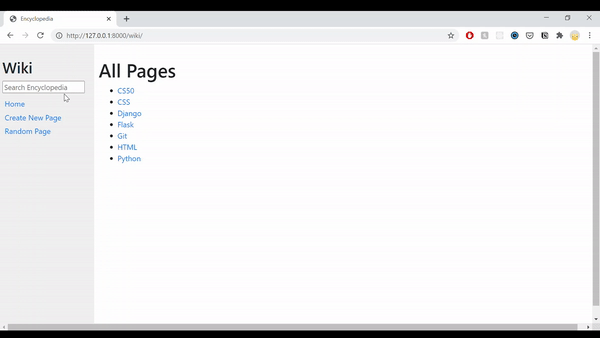 Encyclopedia
http://127.0.0.1:8000/wiki/
Wiki
Search Encyclopedia
Home
Create New Page
Random Page
All Pages
CS50
CSS
Django
Flask
Git
HTML
Python